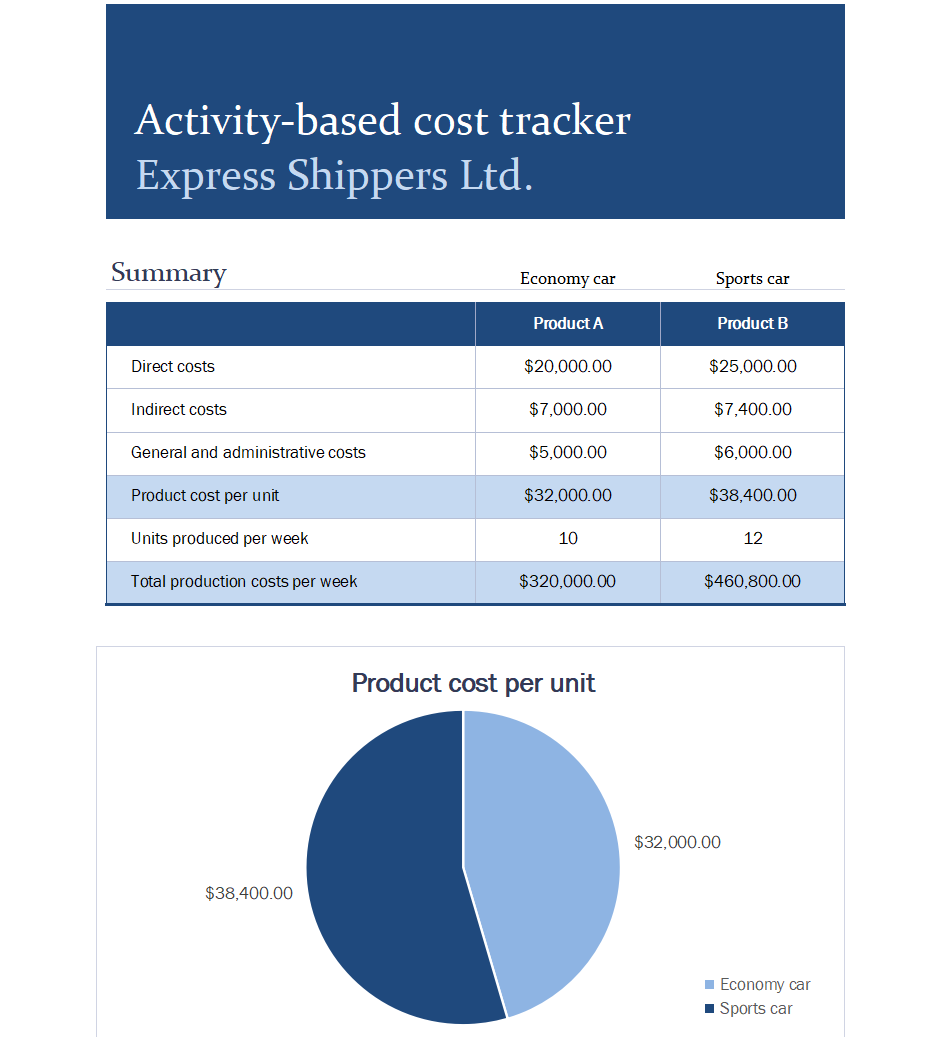 Activity-based cost tracker
Express Shippers Ltd.
Summary Economy car Sports car
Product A Product B
Direct costs $20,000.00 $25,000.00
Indirect costs $7,000.00 $7,400.00
General and administrative costs $5,000.00 $6,000.00
Product cost per unit $32,000.00 $38,400.00
Units produced per week 10 12
Total production costs per week $320,000.00 $460,800.00
Product cost per unit
$32,000.00
$38,400.00
Economy car
Sports car